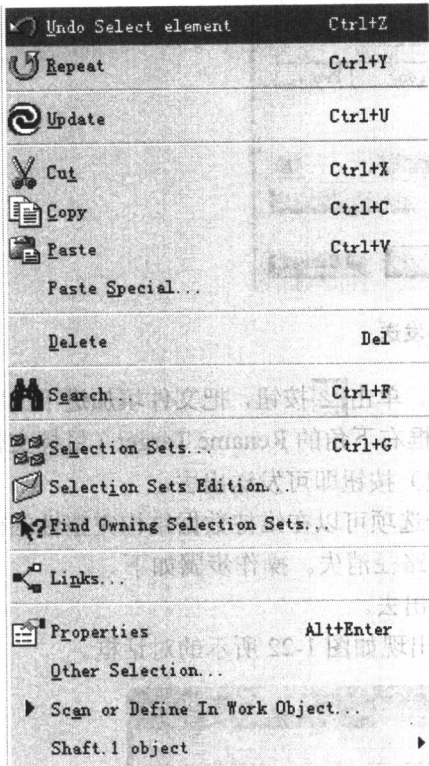 Undo Select element Ctrl+Z
Repeat Ctrl+Y
Update Ctrl+U
Cut Ctrl+X
Copy Ctrl+C
Paste Ctrl+V
Paste Special...
Delete Del
Search... Ctrl+F
Selection Sets... Ctrl+G
Selection Sets Edition...
Find Owning Selection Sets...
Links...
Properties Alt+Enter
Other Selection...
Scan or Define In Work Object...
Shaft.1 object